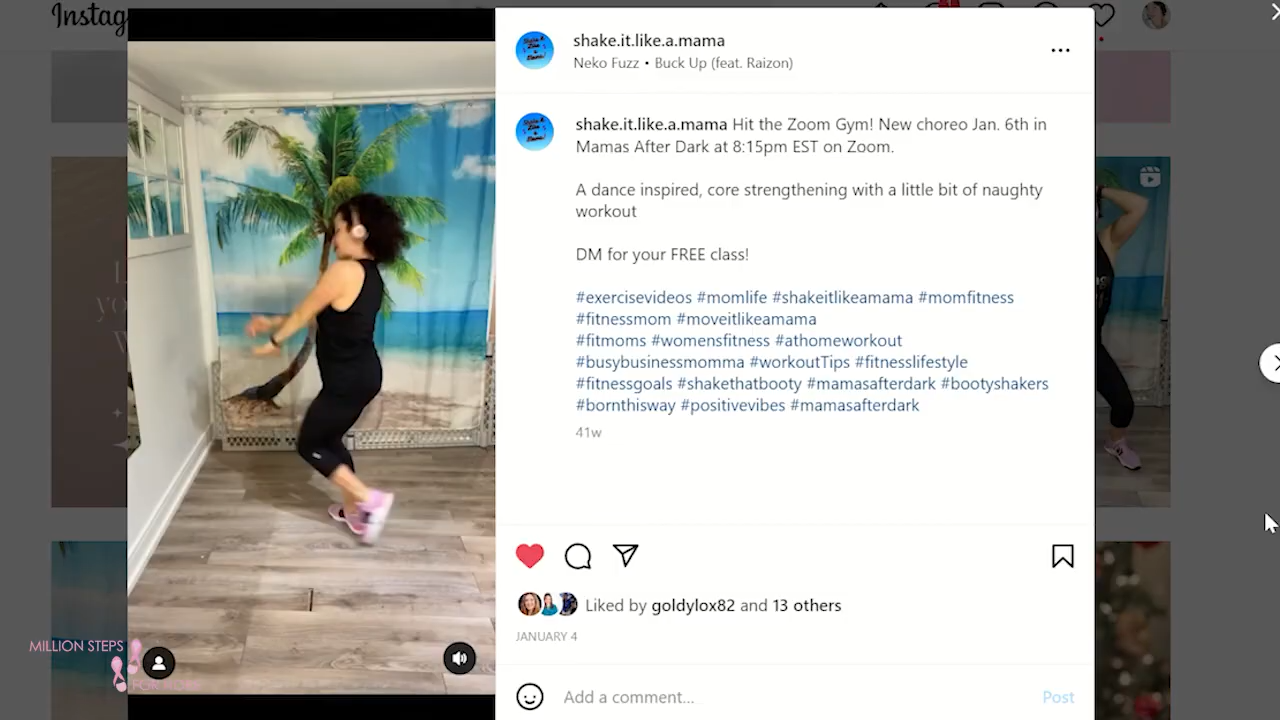 Instag
shake.it.like.a.mama
Neko Fuzz • Buck Up (feat. Raizon)
shake.it.like.a.mama Hit the Zoom Gym! New choreo Jan. 6th in
Mamas After Dark at 8:15pm EST on Zoom.
A dance inspired, core strengthening with a little bit of naughty
workout
DM for your FREE class!
#exercisevideos #momlife #shakeitlikeamama #momfitness
#fitnessmom #moveitlikeamama
#fitmoms #womensfitness #athomeworkout
#busybusinessmomma #workoutTips #fitnesslifestyle
#fitnessgoals #shakethatbooty #mamasafterdark #bootyshakers
#bornthisway #positivevibes #mamasafterdark
41w
Liked by goldylox82 and 13 others
JANUARY 4
Add a comment...
Post
MILLION STEPS